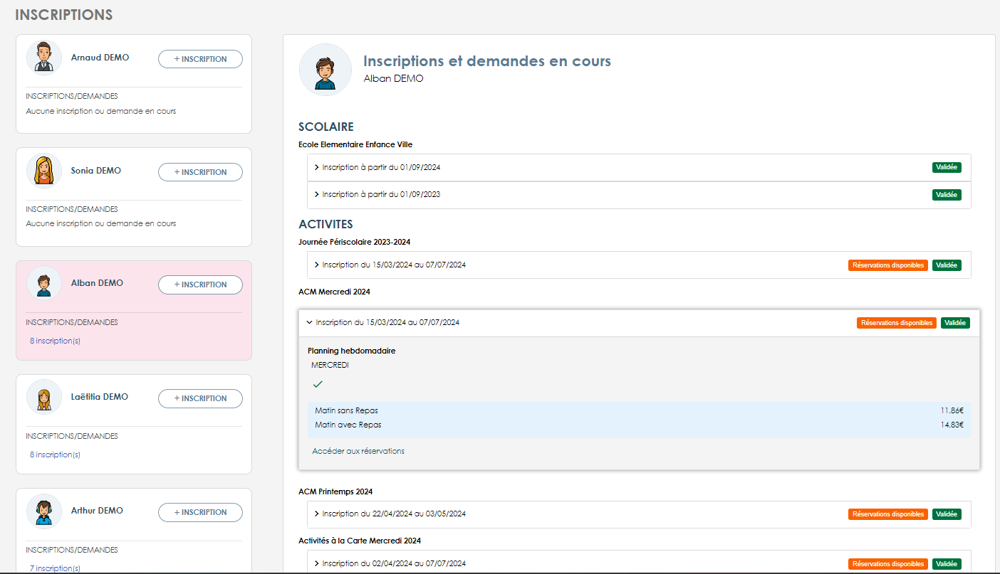 INSCRIPTIONS
Arnaud DEMO
+ INSCRIPTION
INSCRIPTIONS/DEMANDES
Aucune inscription ou demande en cours
Sonia DEMO
+ INSCRIPTION
INSCRIPTIONS/DEMANDES
Aucune inscription ou demande en cours
Alban DEMO
+ INSCRIPTION
INSCRIPTIONS/DEMANDES
8 inscription(s)
Laëtitia DEMO
+ INSCRIPTION
INSCRIPTIONS/DEMANDES
8 inscription(s)
Arthur DEMO
+ INSCRIPTION
INSCRIPTIONS/DEMANDES
7 inscription(s)
Inscriptions et demandes en cours
Alban DEMO
SCOLAIRE
Ecole Elementaire Enfance Ville
Inscription à partir du 01/09/2024 Validée
Inscription à partir du 01/09/2023 Validée
ACTIVITES
Journée Périscolaire 2023-2024
Inscription du 15/03/2024 au 07/07/2024 Réservations disponibles Validée
ACM Mercredi 2024
Inscription du 15/03/2024 au 07/07/2024 Réservations disponibles Validée
Planning hebdomadaire
MERCREDI
Matin sans Repas 11.86€
Matin avec Repas 14.83€
Accéder aux réservations
ACM Printemps 2024
Inscription du 22/04/2024 au 03/05/2024 Réservations disponibles Validée
Activités à la Carte Mercredi 2024
Inscription du 02/04/2024 au 07/07/2024 Réservations disponibles Validée